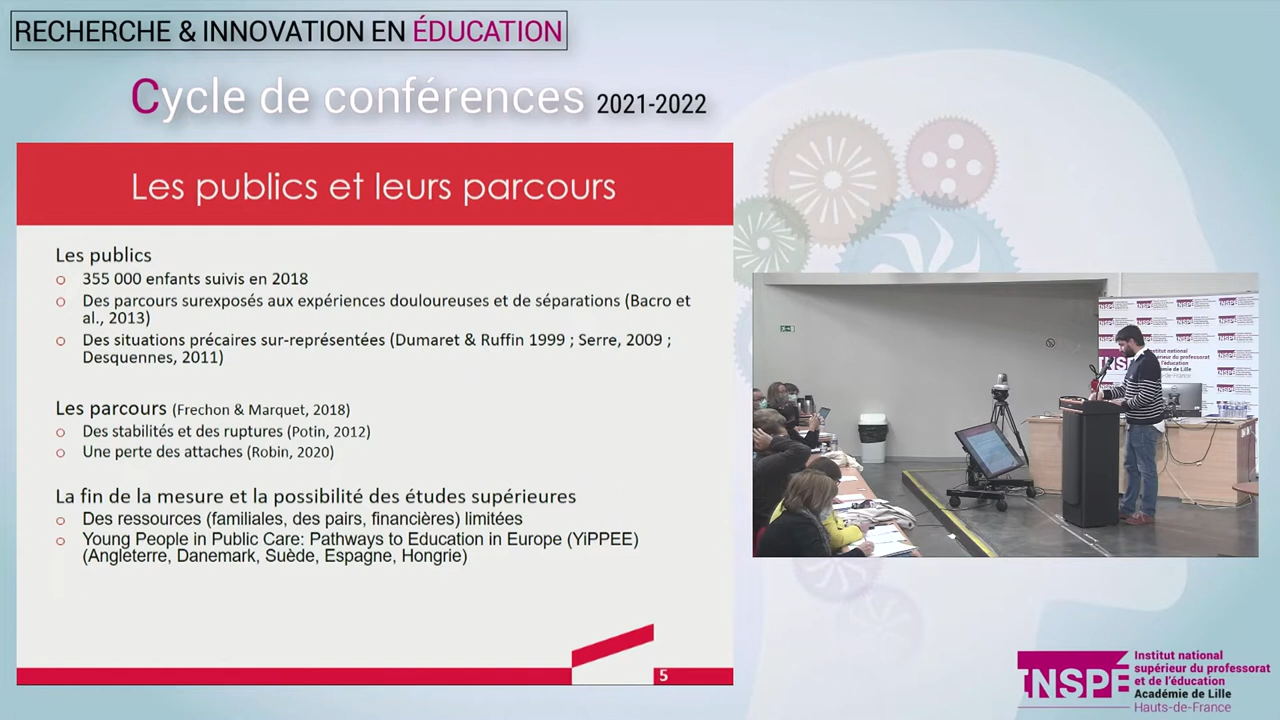 RECHERCHE & INNOVATION EN ÉDUCATION
Cycle de conférences 2021-2022
Les publics et leurs parcours
Les publics
355 000 enfants suivis en 2018
Des parcours surexposés aux expériences douloureuses et de séparations (Bacro et
al., 2013)
Des situations précaires sur-représentées (Dumaret & Ruffin 1999 ; Serre, 2009 ;
Desquennes, 2011)
Les parcours (Frechon & Marquet, 2018)
Des stabilités et des ruptures (Potin, 2012)
Une perte des attaches (Robin, 2020)
La fin de la mesure et la possibilité des études supérieures
Des ressources (familiales, des pairs, financières) limitées
Young People in Public Care: Pathways to Education in Europe (YiPPEE)
(Angleterre, Danemark, Suède, Espagne, Hongrie)
5
INSPÉ
Institut national
supérieur du professorat
et de l'éducation
Académie de Lille
Hauts-de-France